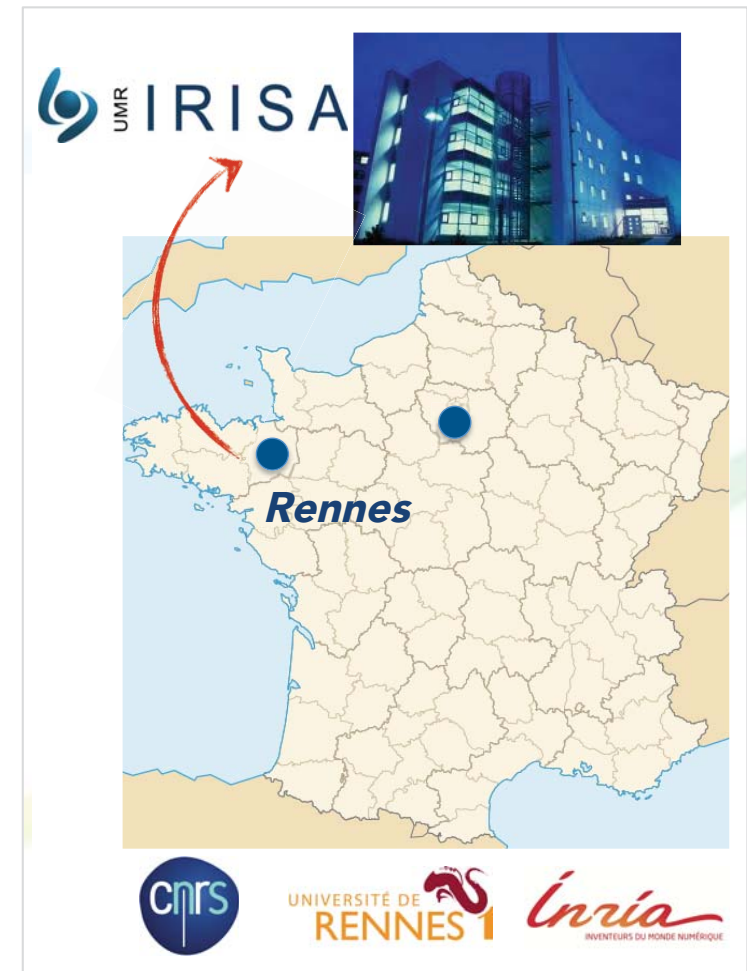 UMR IRISA
Rennes
cnrs
UNIVERSITÉ DE
RENNES 1
Inria
INVENTEURS DU MONDE NUMÉRIQUE